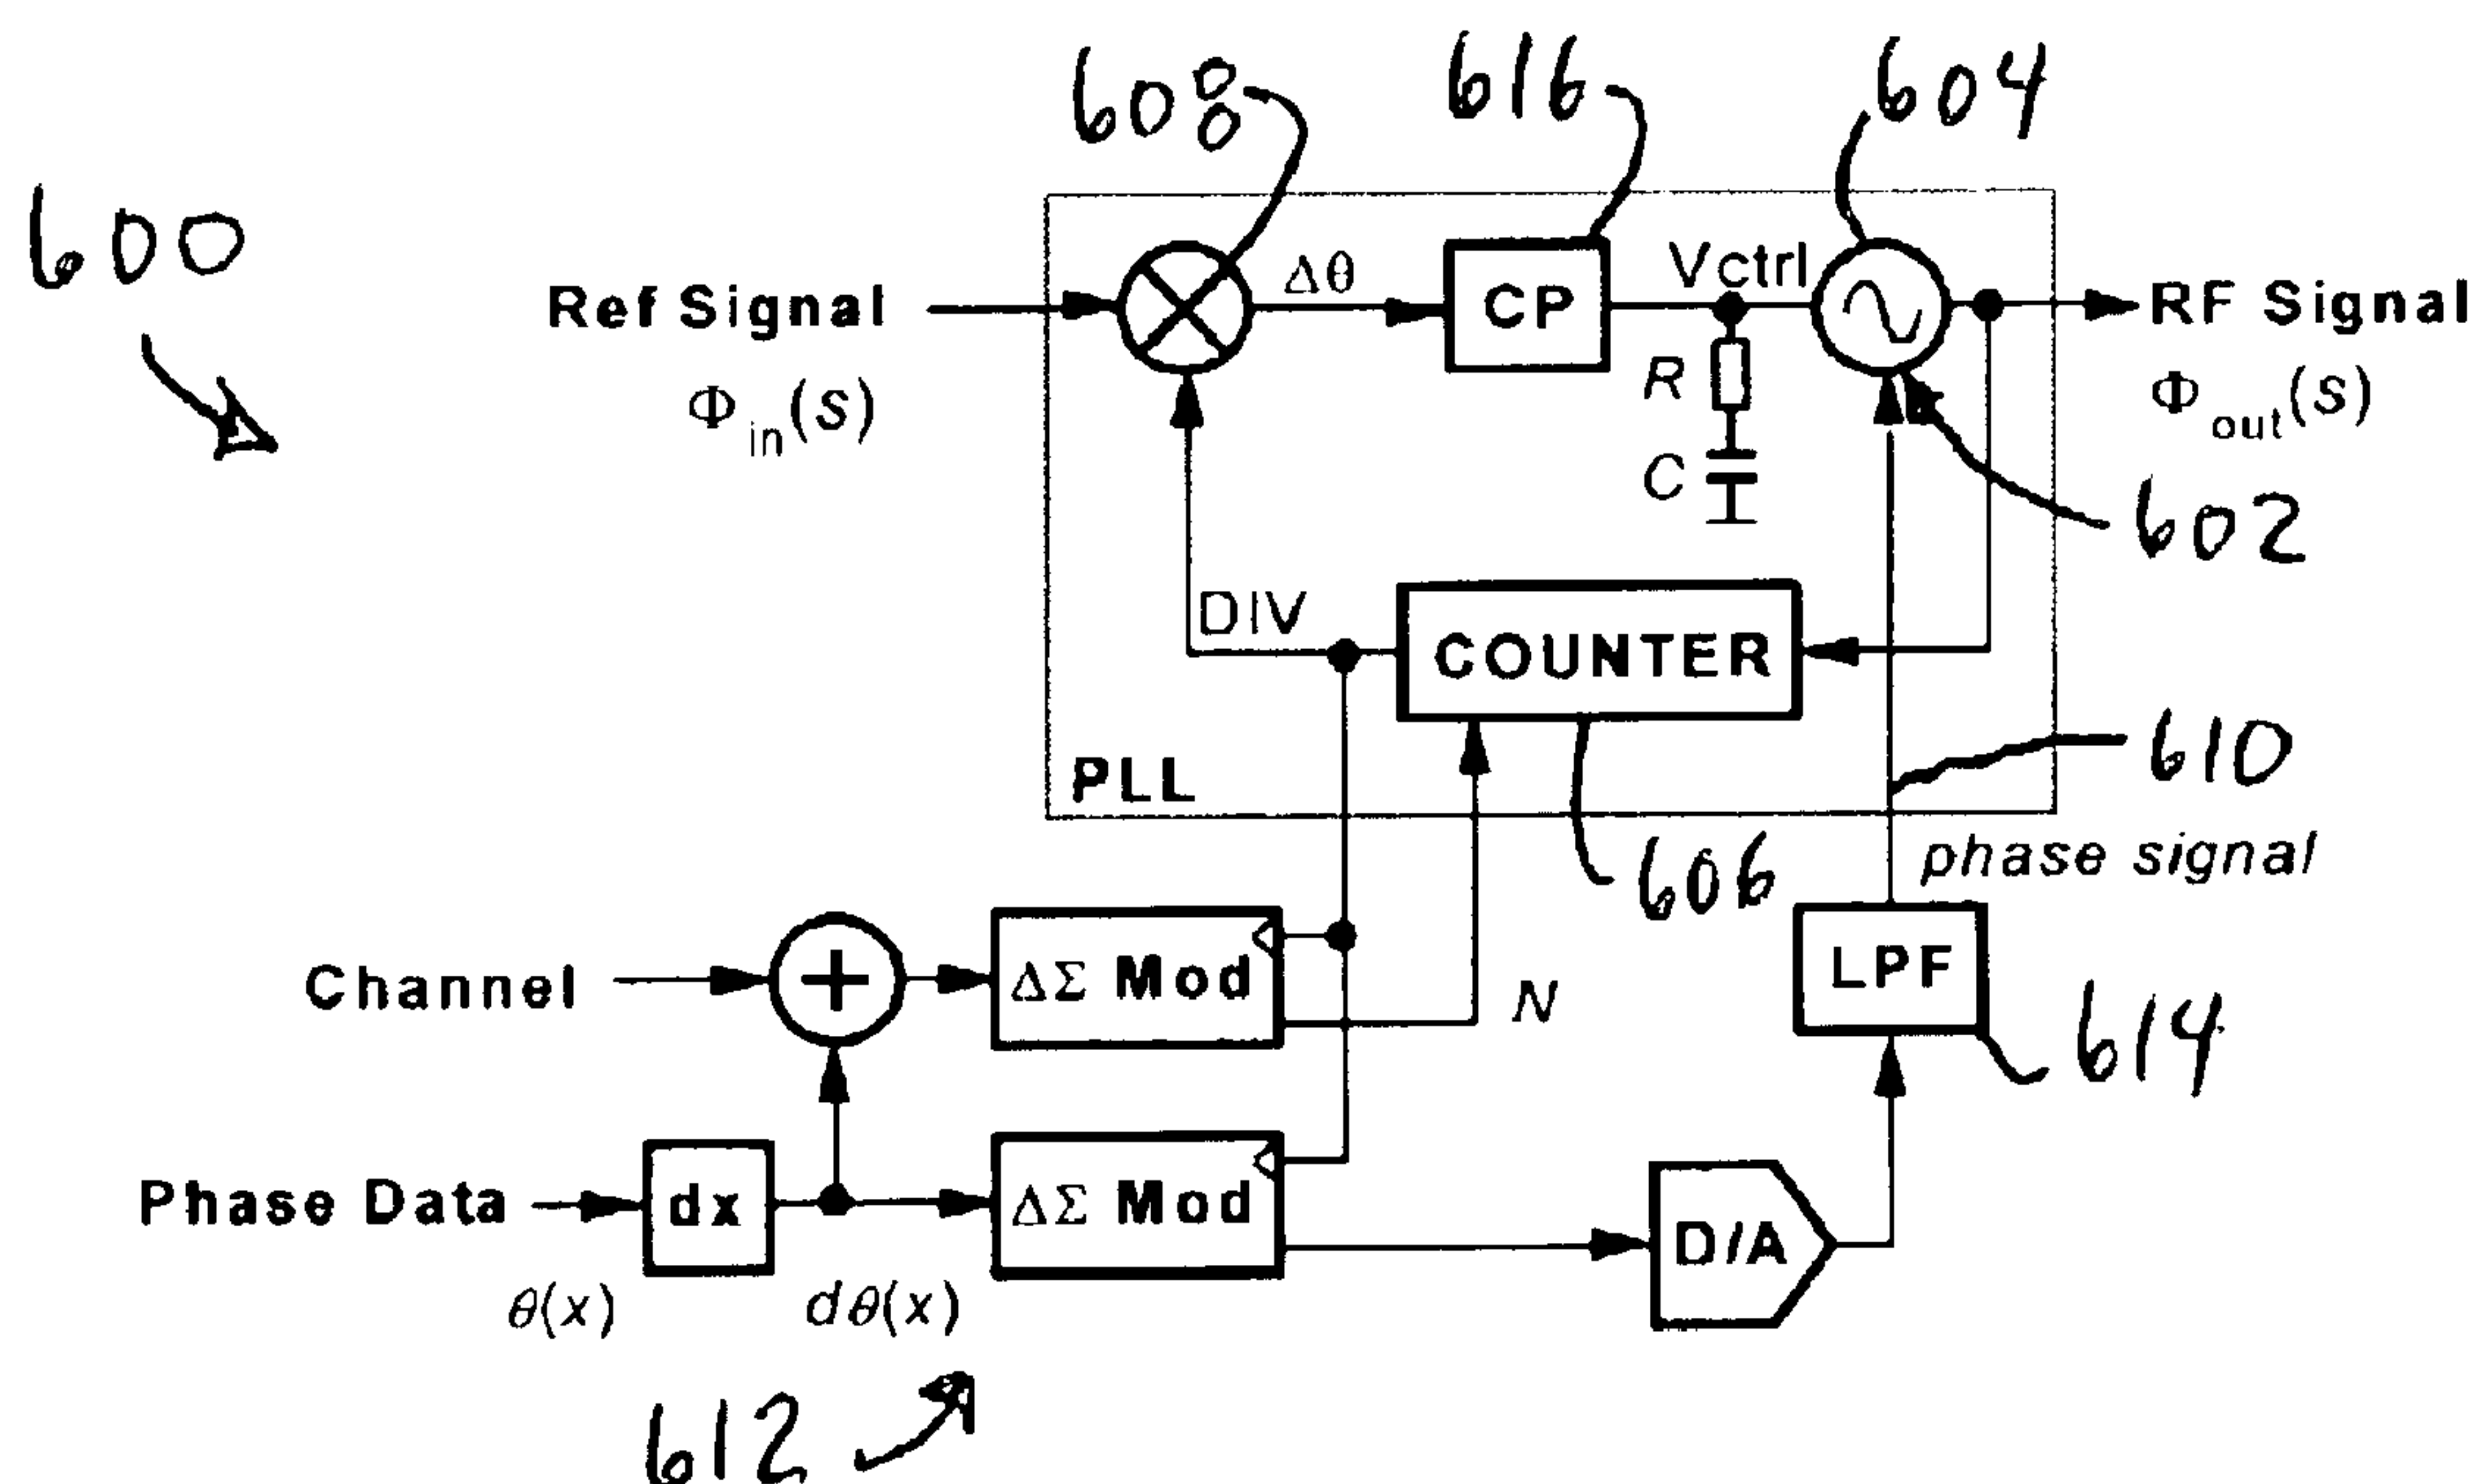 608 616 604
600
Ref Signal Δθ CP Vctrl RF Signal
Φin(s) R Φout(s)
C
602
DIV COUNTER
PLL 610
606 phase signal
Channel + ΔΣ Mod N LPF
614
Phase Data dx ΔΣ Mod D/A
θ(x) dθ(x)
612